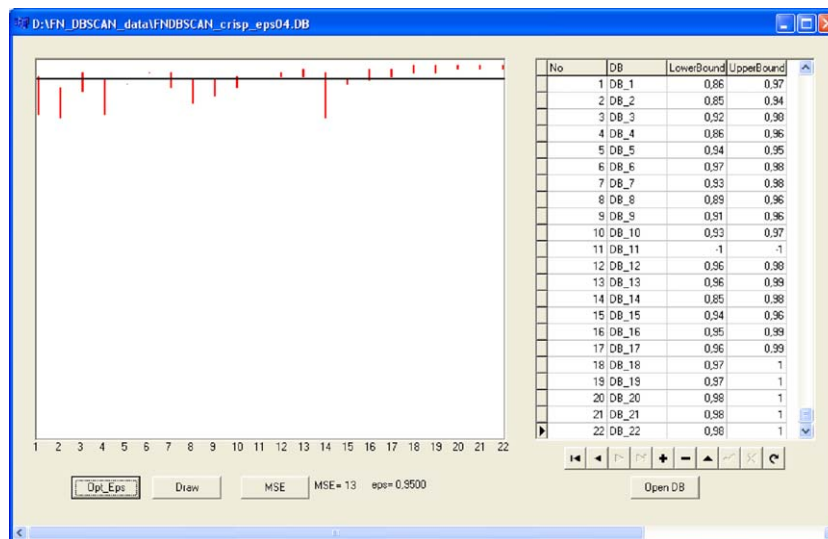 D:\FN_DBSCAN_data\FNDBSCAN_crisp_eps04.DB
No DB LowerBound UpperBound
1 DB_1 0,86 0,97
2 DB_2 0,85 0,94
3 DB_3 0,92 0,98
4 DB_4 0,86 0,96
5 DB_5 0,94 0,95
6 DB_6 0,97 0,98
7 DB_7 0,93 0,98
8 DB_8 0,89 0,96
9 DB_9 0,91 0,96
10 DB_10 0,93 0,97
11 DB_11 -1 -1
12 DB_12 0,96 0,98
13 DB_13 0,96 0,99
14 DB_14 0,85 0,98
15 DB_15 0,94 0,96
16 DB_16 0,95 0,99
17 DB_17 0,96 0,99
18 DB_18 0,97 1
19 DB_19 0,97 1
20 DB_20 0,98 1
21 DB_21 0,98 1
22 DB_22 0,98 1
1 2 3 4 5 6 7 8 9 10 11 12 13 14 15 16 17 18 19 20 21 22
Opt_Eps Draw MSE MSE= 13 eps= 0,9500 Open DB